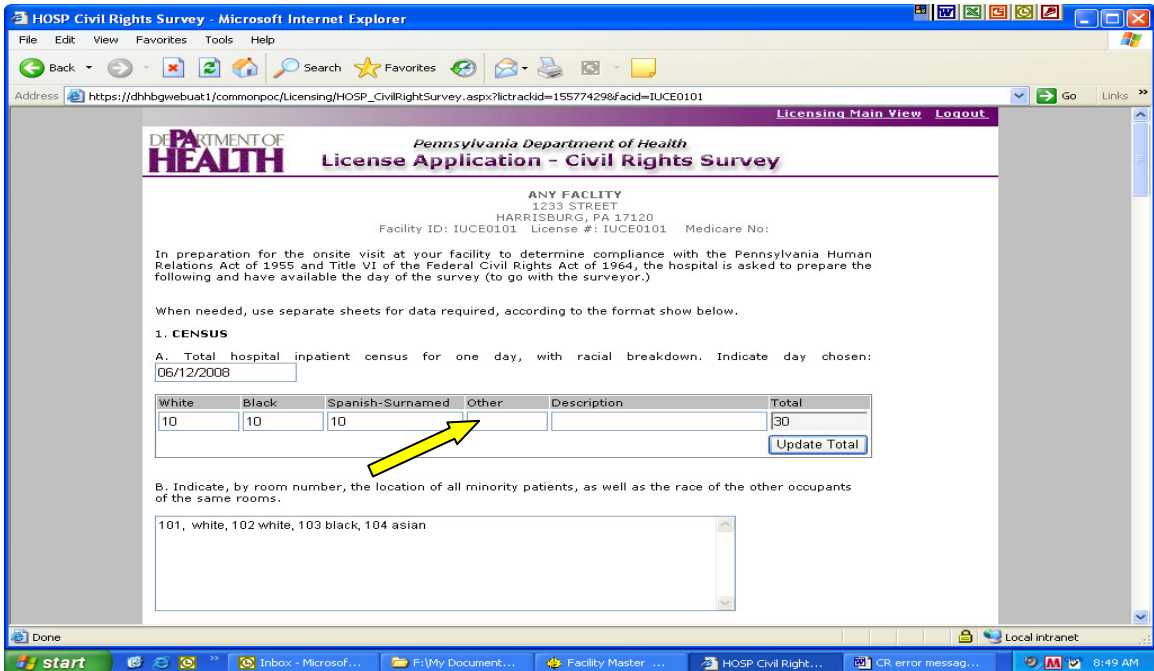 HOSP Civil Rights Survey - Microsoft Internet Explorer
File Edit View Favorites Tools Help
Back Search Favorites
Address https://dhhbgwebuat1/commonpoc/Licensing/HOSP_CivilRightSurvey.aspx?lictrackid=15577429&facid=IUCE0101 Go Links »
Licensing Main View Logout
DEPARTMENT OF
HEALTH
Pennsylvania Department of Health
License Application - Civil Rights Survey
ANY FACLITY
1233 STREET
HARRISBURG, PA 17120
Facility ID: IUCE0101 License #: IUCE0101 Medicare No:
In preparation for the onsite visit at your facility to determine compliance with the Pennsylvania Human
Relations Act of 1955 and Title VI of the Federal Civil Rights Act of 1964, the hospital is asked to prepare the
following and have available the day of the survey (to go with the surveyor.)
When needed, use separate sheets for data required, according to the format show below.
1. CENSUS
A. Total hospital inpatient census for one day, with racial breakdown. Indicate day chosen:
06/12/2008
White Black Spanish-Surnamed Other Description Total
10 10 10 30
Update Total
B. Indicate, by room number, the location of all minority patients, as well as the race of the other occupants
of the same rooms.
101, white, 102 white, 103 black, 104 asian
Done Local intranet
start » Inbox - Microsof... F:\My Document... Facility Master ... HOSP Civil Right... CR error messag... 8:49 AM